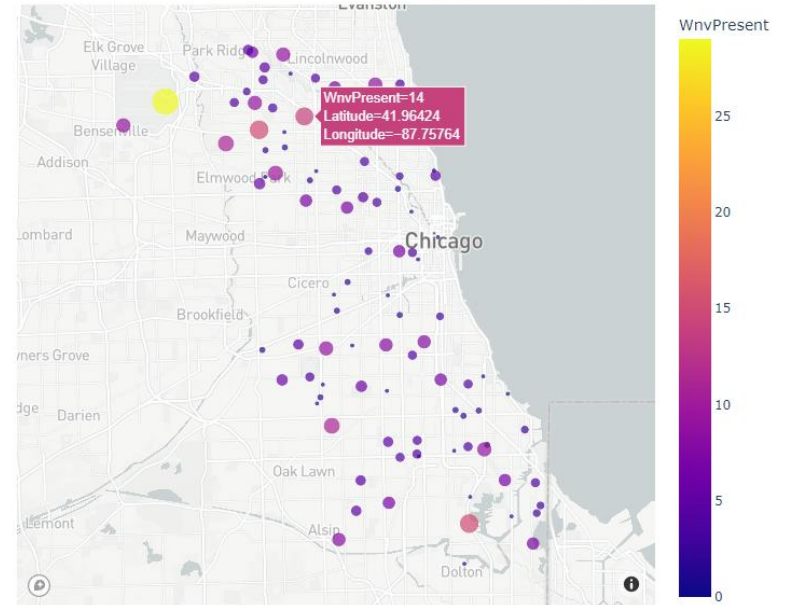 Evanston
WnvPresent
Elk Grove
Village
Park Ridg
Lincolnwood
WnvPresent=14
Latitude=41.96424
Longitude=−87.75764
25
Bensenville
Addison
Elmwood Park
20
Lombard
Maywood
Chicago
Cicero
15
Brookfield
wners Grove
10
dge
Darien
Oak Lawn
5
Lemont
Alsip
Dolton
0